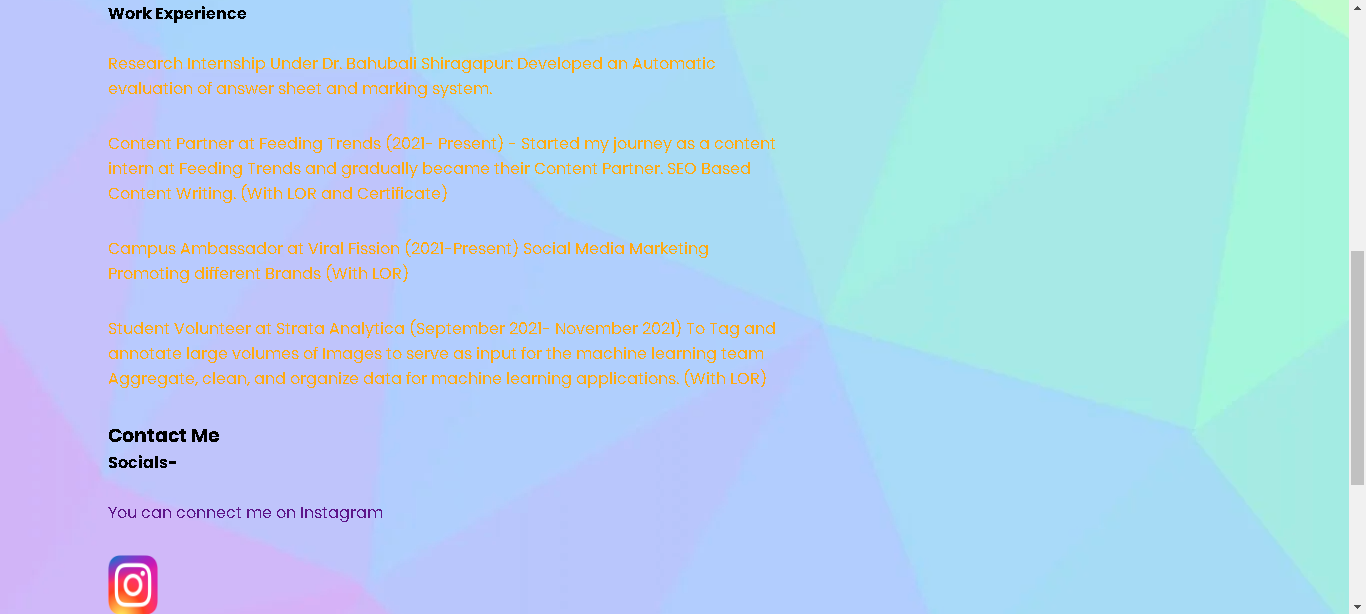 Work Experience
Research Internship Under Dr. Bahubali Shiragapur: Developed an Automatic
evaluation of answer sheet and marking system.
Content Partner at Feeding Trends (2021- Present) - Started my journey as a content
intern at Feeding Trends and gradually became their Content Partner. SEO Based
Content Writing. (With LOR and Certificate)
Campus Ambassador at Viral Fission (2021-Present) Social Media Marketing
Promoting different Brands (With LOR)
Student Volunteer at Strata Analytica (September 2021- November 2021) To Tag and
annotate large volumes of Images to serve as input for the machine learning team
Aggregate, clean, and organize data for machine learning applications. (With LOR)
Contact Me
Socials-
You can connect me on Instagram